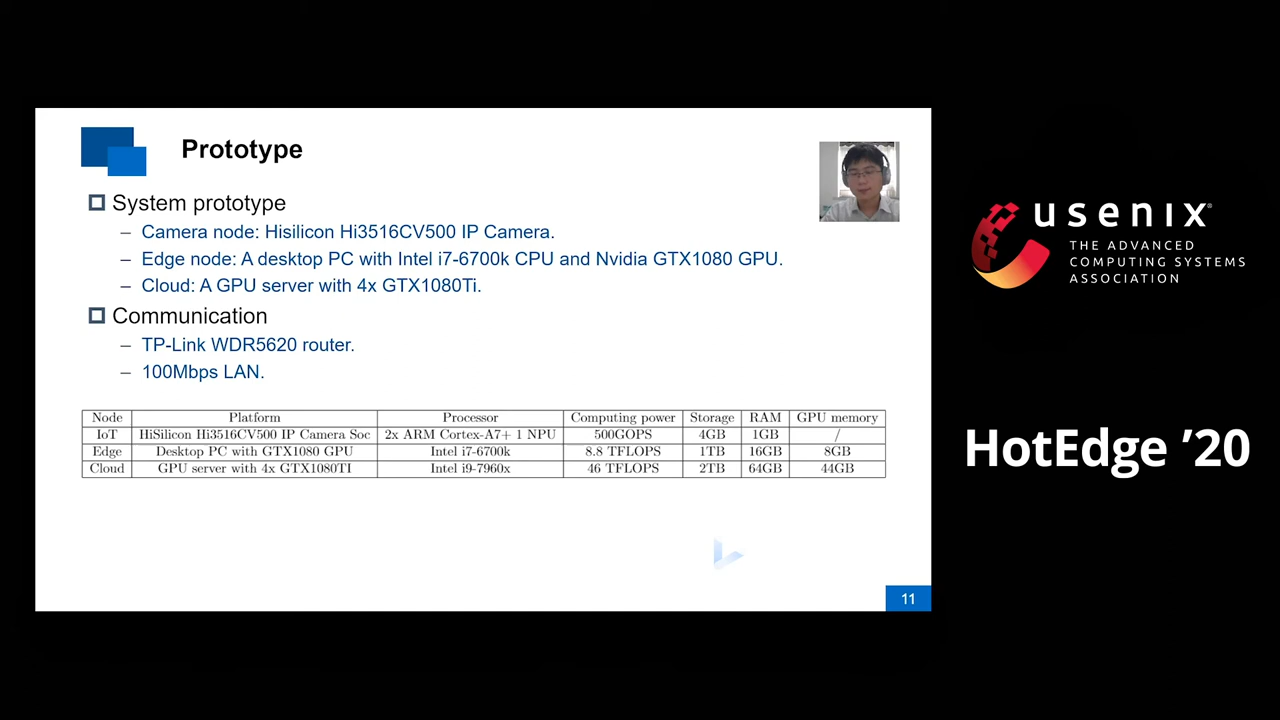 Prototype
System prototype
– Camera node: Hisilicon Hi3516CV500 IP Camera.
– Edge node: A desktop PC with Intel i7-6700k CPU and Nvidia GTX1080 GPU.
– Cloud: A GPU server with 4x GTX1080Ti.
Communication
– TP-Link WDR5620 router.
– 100Mbps LAN.
Node Platform Processor Computing power Storage RAM GPU memory
IoT HiSilicon Hi3516CV500 IP Camera Soc 2x ARM Cortex-A7+ 1 NPU 500GOPS 4GB 1GB /
Edge Desktop PC with GTX1080 GPU Intel i7-6700k 8.8 TFLOPS 1TB 16GB 8GB
Cloud GPU server with 4x GTX1080TI Intel i9-7960x 46 TFLOPS 2TB 64GB 44GB
11
usenix®
THE ADVANCED
COMPUTING SYSTEMS
ASSOCIATION
HotEdge ’20